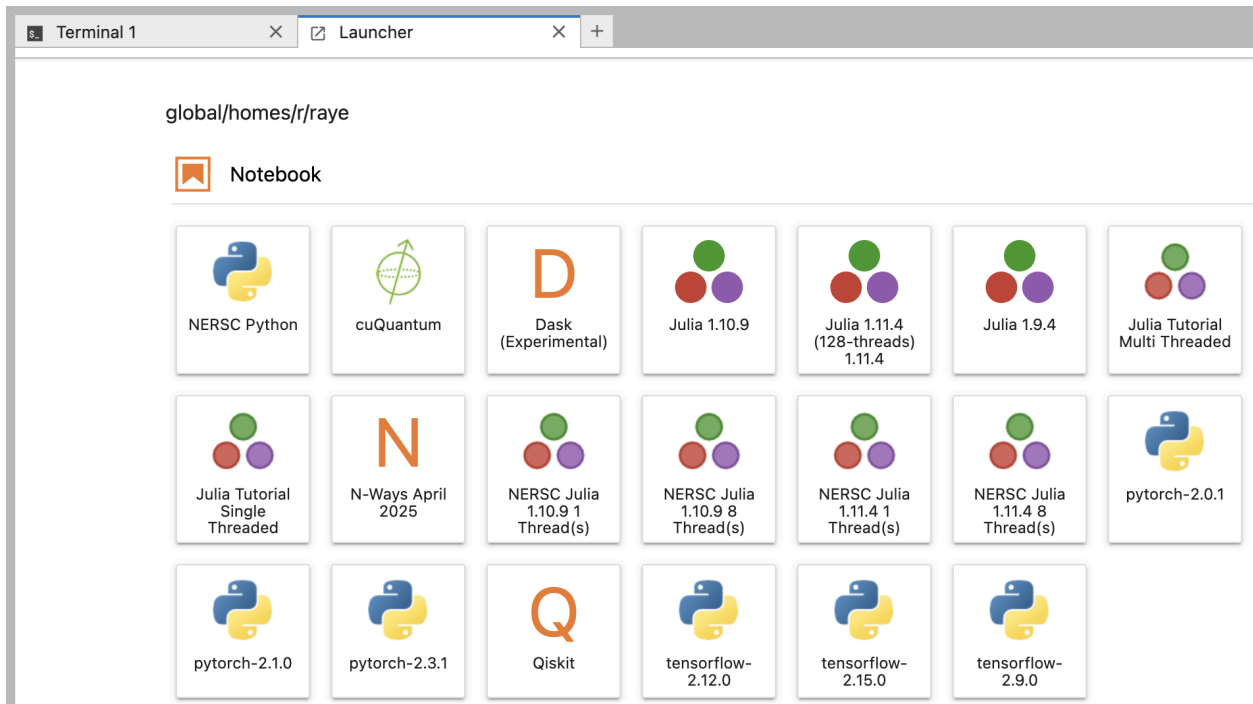 Terminal 1
Launcher
global/homes/r/raye
Notebook
NERSC Python
cuQuantum
D
Dask
(Experimental)
Julia 1.10.9
Julia 1.11.4
(128-threads)
1.11.4
Julia 1.9.4
Julia Tutorial
Multi Threaded
Julia Tutorial
Single
Threaded
N
N-Ways April
2025
NERSC Julia
1.10.9 1
Thread(s)
NERSC Julia
1.10.9 8
Thread(s)
NERSC Julia
1.11.4 1
Thread(s)
NERSC Julia
1.11.4 8
Thread(s)
pytorch-2.0.1
pytorch-2.1.0
pytorch-2.3.1
Q
Qiskit
tensorflow-
2.12.0
tensorflow-
2.15.0
tensorflow-
2.9.0